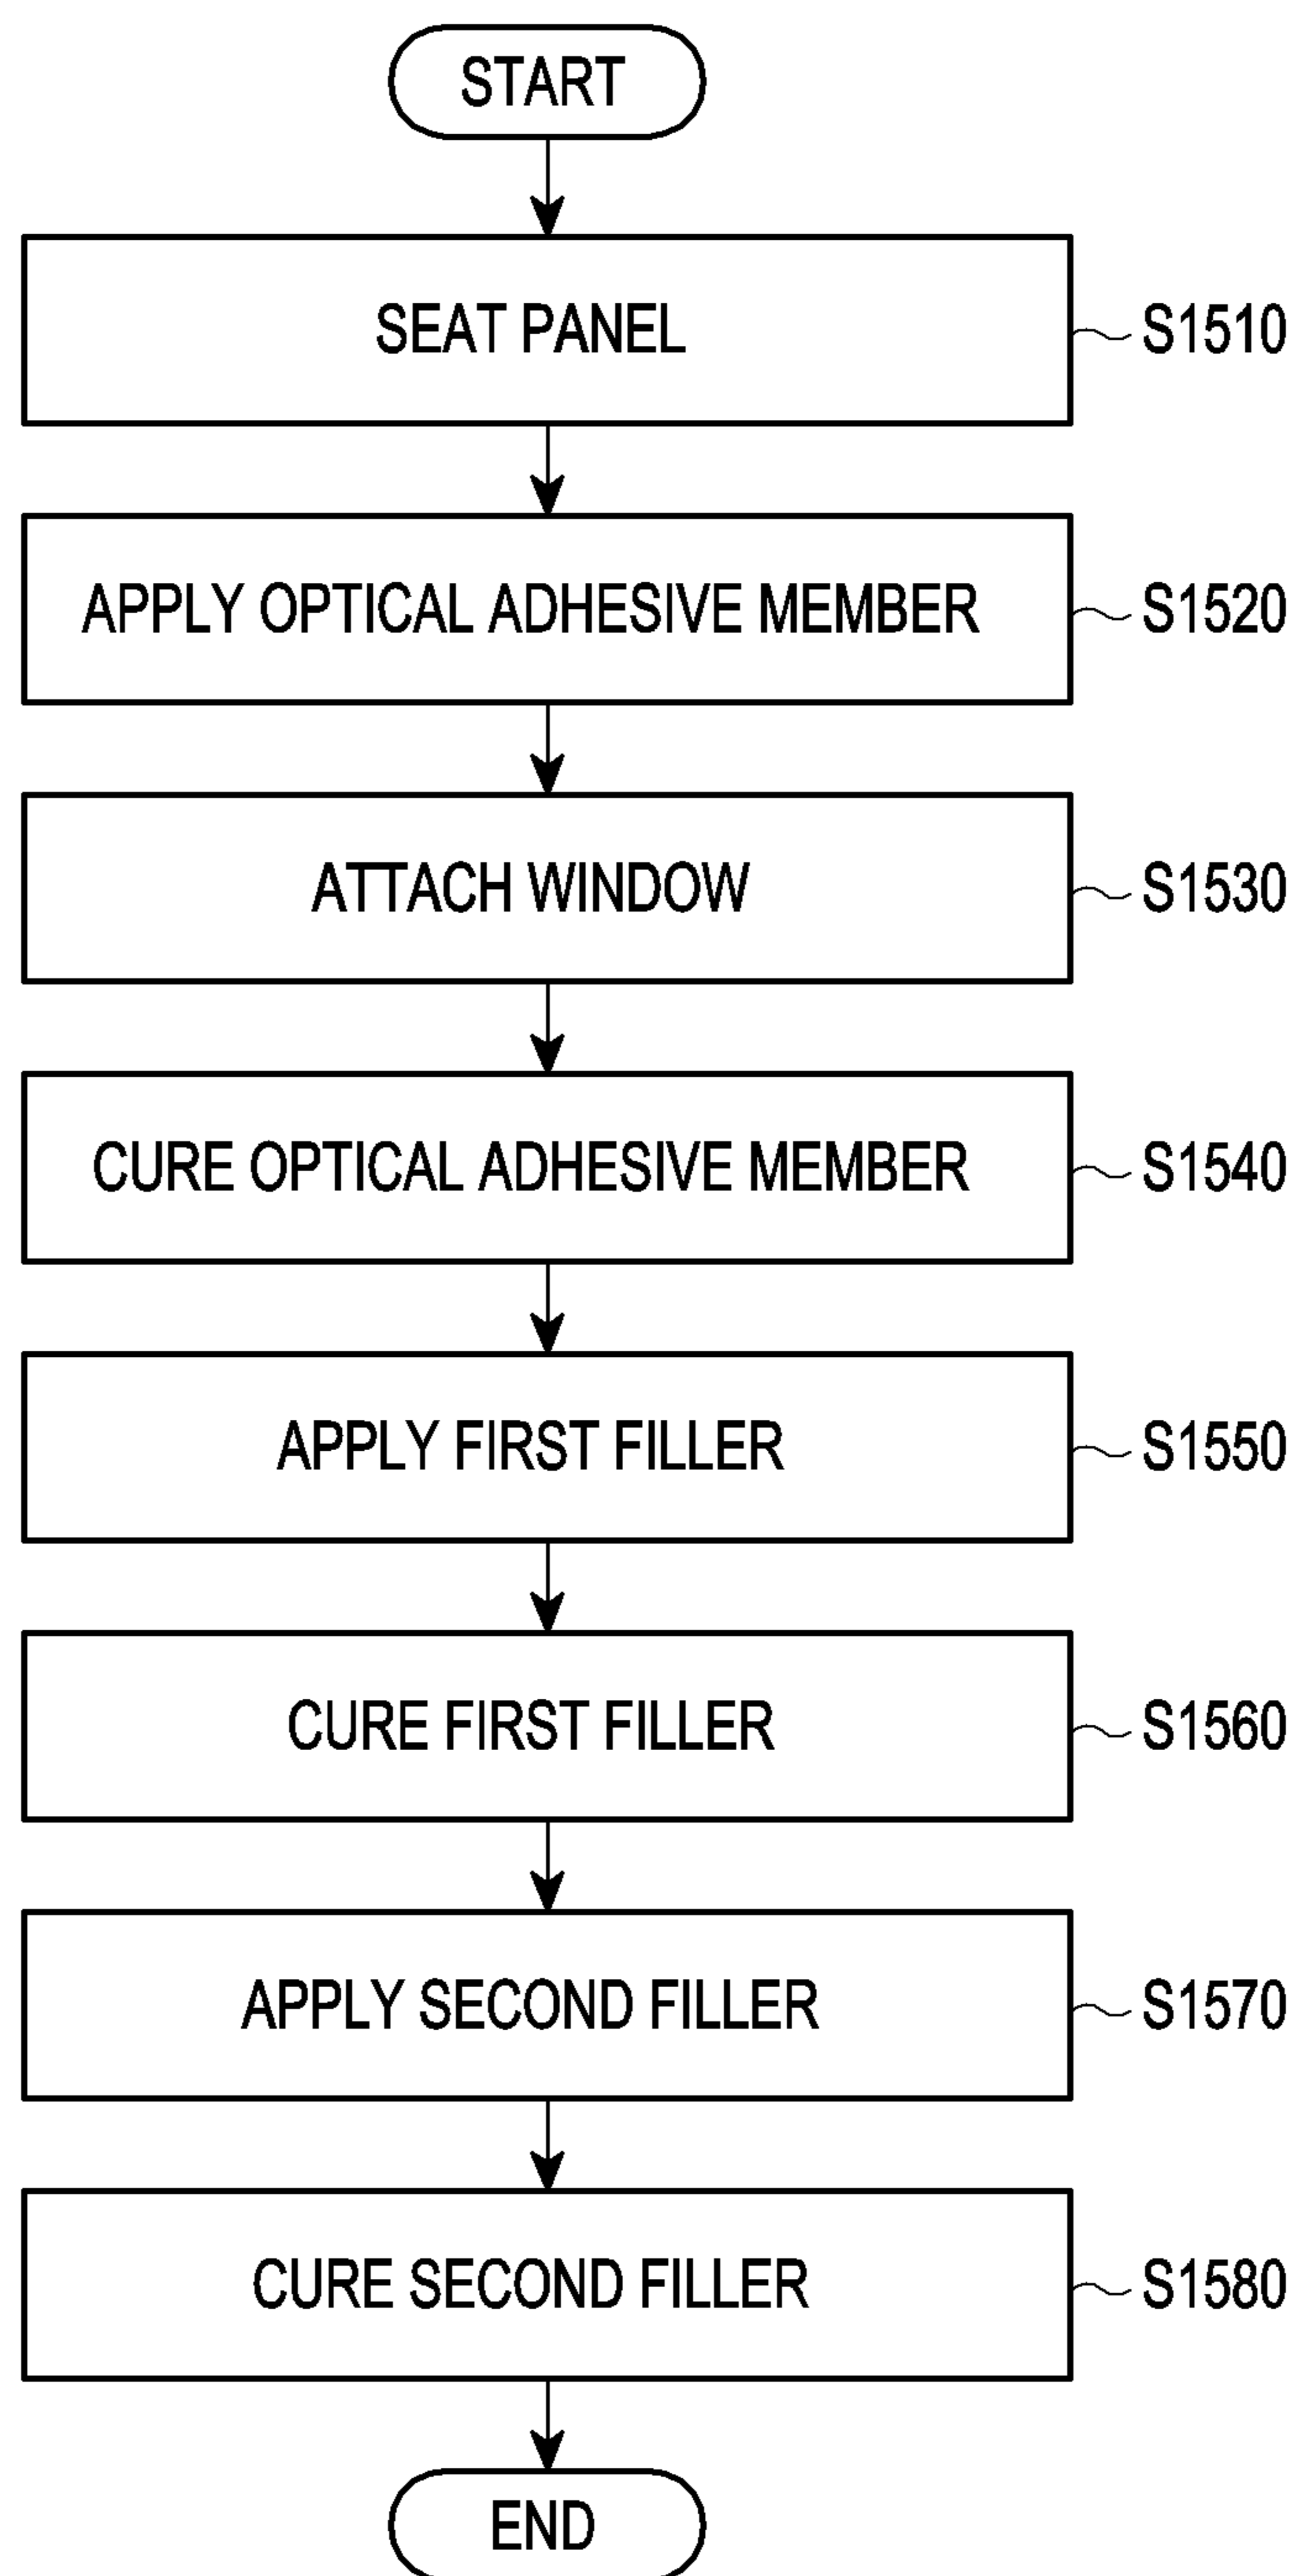 START
SEAT PANEL
S1510
APPLY OPTICAL ADHESIVE MEMBER
S1520
ATTACH WINDOW
S1530
CURE OPTICAL ADHESIVE MEMBER
S1540
APPLY FIRST FILLER
S1550
CURE FIRST FILLER
S1560
APPLY SECOND FILLER
S1570
CURE SECOND FILLER
S1580
END